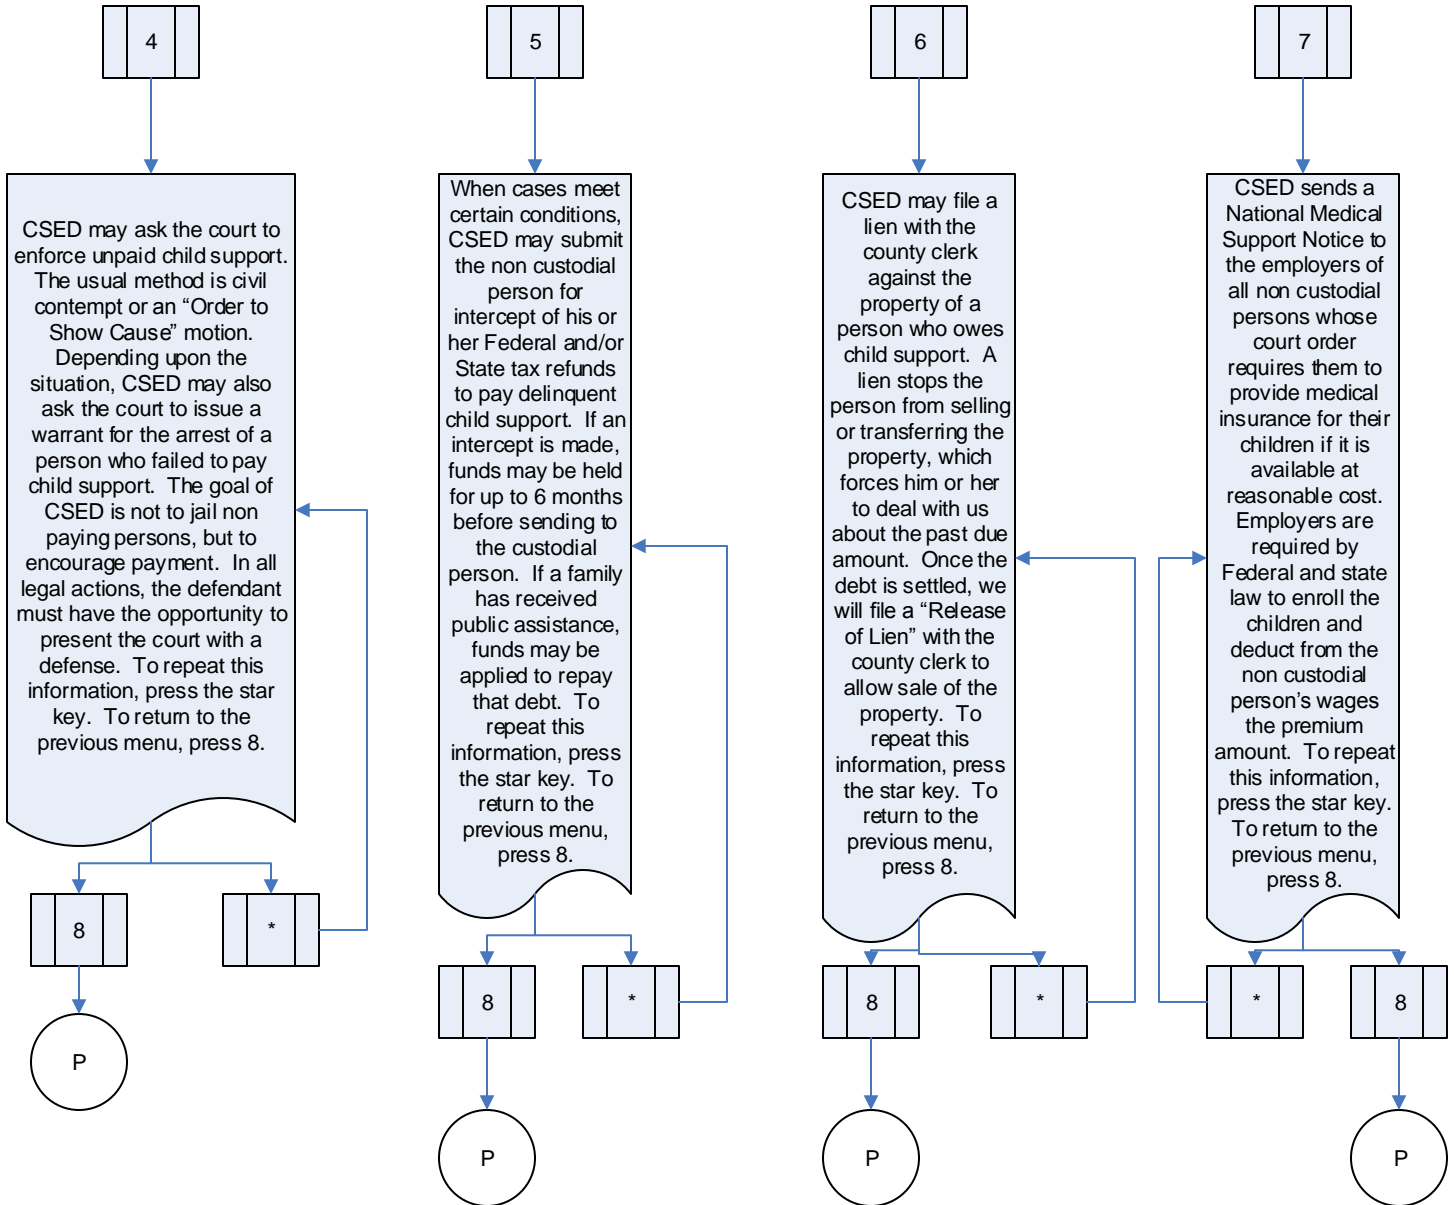 4
CSED may ask the court to
enforce unpaid child support.
The usual method is civil
contempt or an “Order to
Show Cause” motion.
Depending upon the
situation, CSED may also
ask the court to issue a
warrant for the arrest of a
person who failed to pay
child support.  The goal of
CSED is not to jail non
paying persons, but to
encourage payment.  In all
legal actions, the defendant
must have the opportunity to
present the court with a
defense.  To repeat this
information, press the star
key.  To return to the
previous menu, press 8.
8
*
P
5
When cases meet
certain conditions,
CSED may submit
the non custodial
person for
intercept of his or
her Federal and/or
State tax refunds
to pay delinquent
child support.  If an
intercept is made,
funds may be held
for up to 6 months
before sending to
the custodial
person.  If a family
has received
public assistance,
funds may be
applied to repay
that debt.  To
repeat this
information, press
the star key.  To
return to the
previous menu,
press 8.
8
*
P
6
CSED may file a
lien with the
county clerk
against the
property of a
person who owes
child support.  A
lien stops the
person from selling
or transferring the
property, which
forces him or her
to deal with us
about the past due
amount.  Once the
debt is settled, we
will file a “Release
of Lien” with the
county clerk to
allow sale of the
property.  To
repeat this
information, press
the star key.  To
return to the
previous menu,
press 8.
8
*
P
7
CSED sends a
National Medical
Support Notice to
the employers of
all non custodial
persons whose
court order
requires them to
provide medical
insurance for their
children if it is
available at
reasonable cost.
Employers are
required by
Federal and state
law to enroll the
children and
deduct from the
non custodial
person’s wages
the premium
amount.  To repeat
this information,
press the star key.
To return to the
previous menu,
press 8.
*
8
P